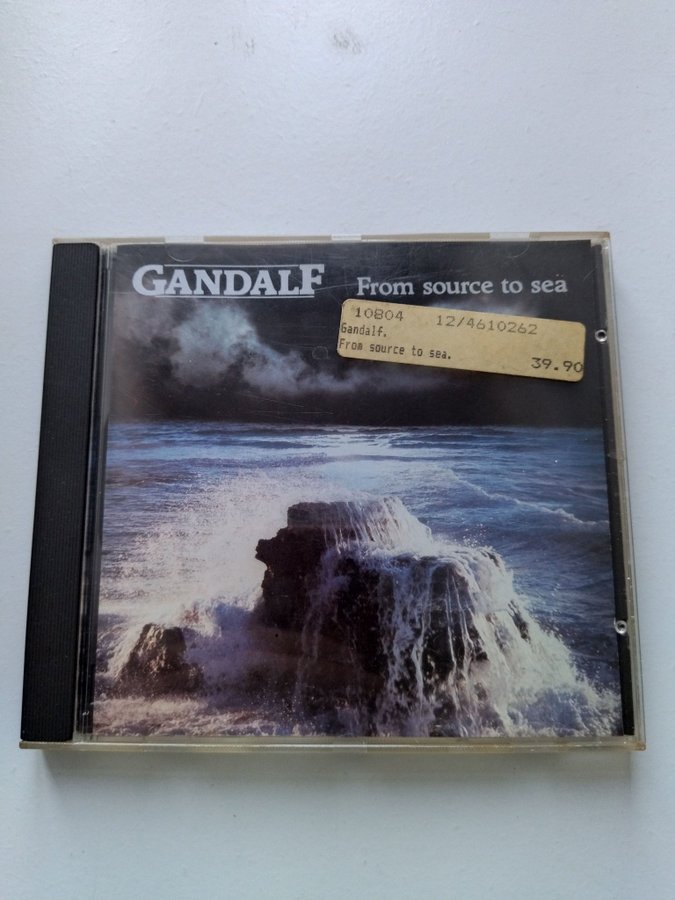 GANDALF From source to sea
10804 12/4610262
Gandalf.
From source to sea.
39.90